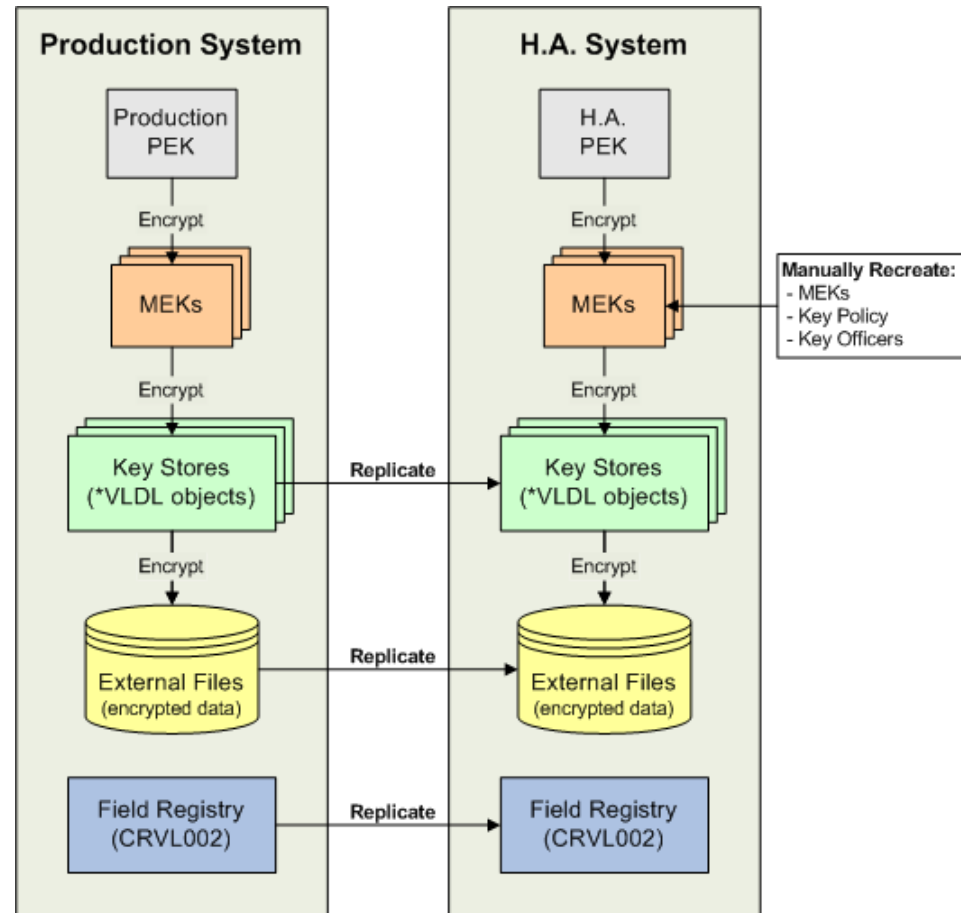 Production System
Production
PEK
Encrypt
MEKs
Encrypt
Key Stores
(*VLDL objects)
Encrypt
External Files
(encrypted data)
Field Registry
(CRVL002)
Replicate
Replicate
Replicate
H.A. System
H.A.
PEK
Encrypt
MEKs
Encrypt
Key Stores
(*VLDL objects)
Encrypt
External Files
(encrypted data)
Field Registry
(CRVL002)
Manually Recreate:
- MEKs
- Key Policy
- Key Officers